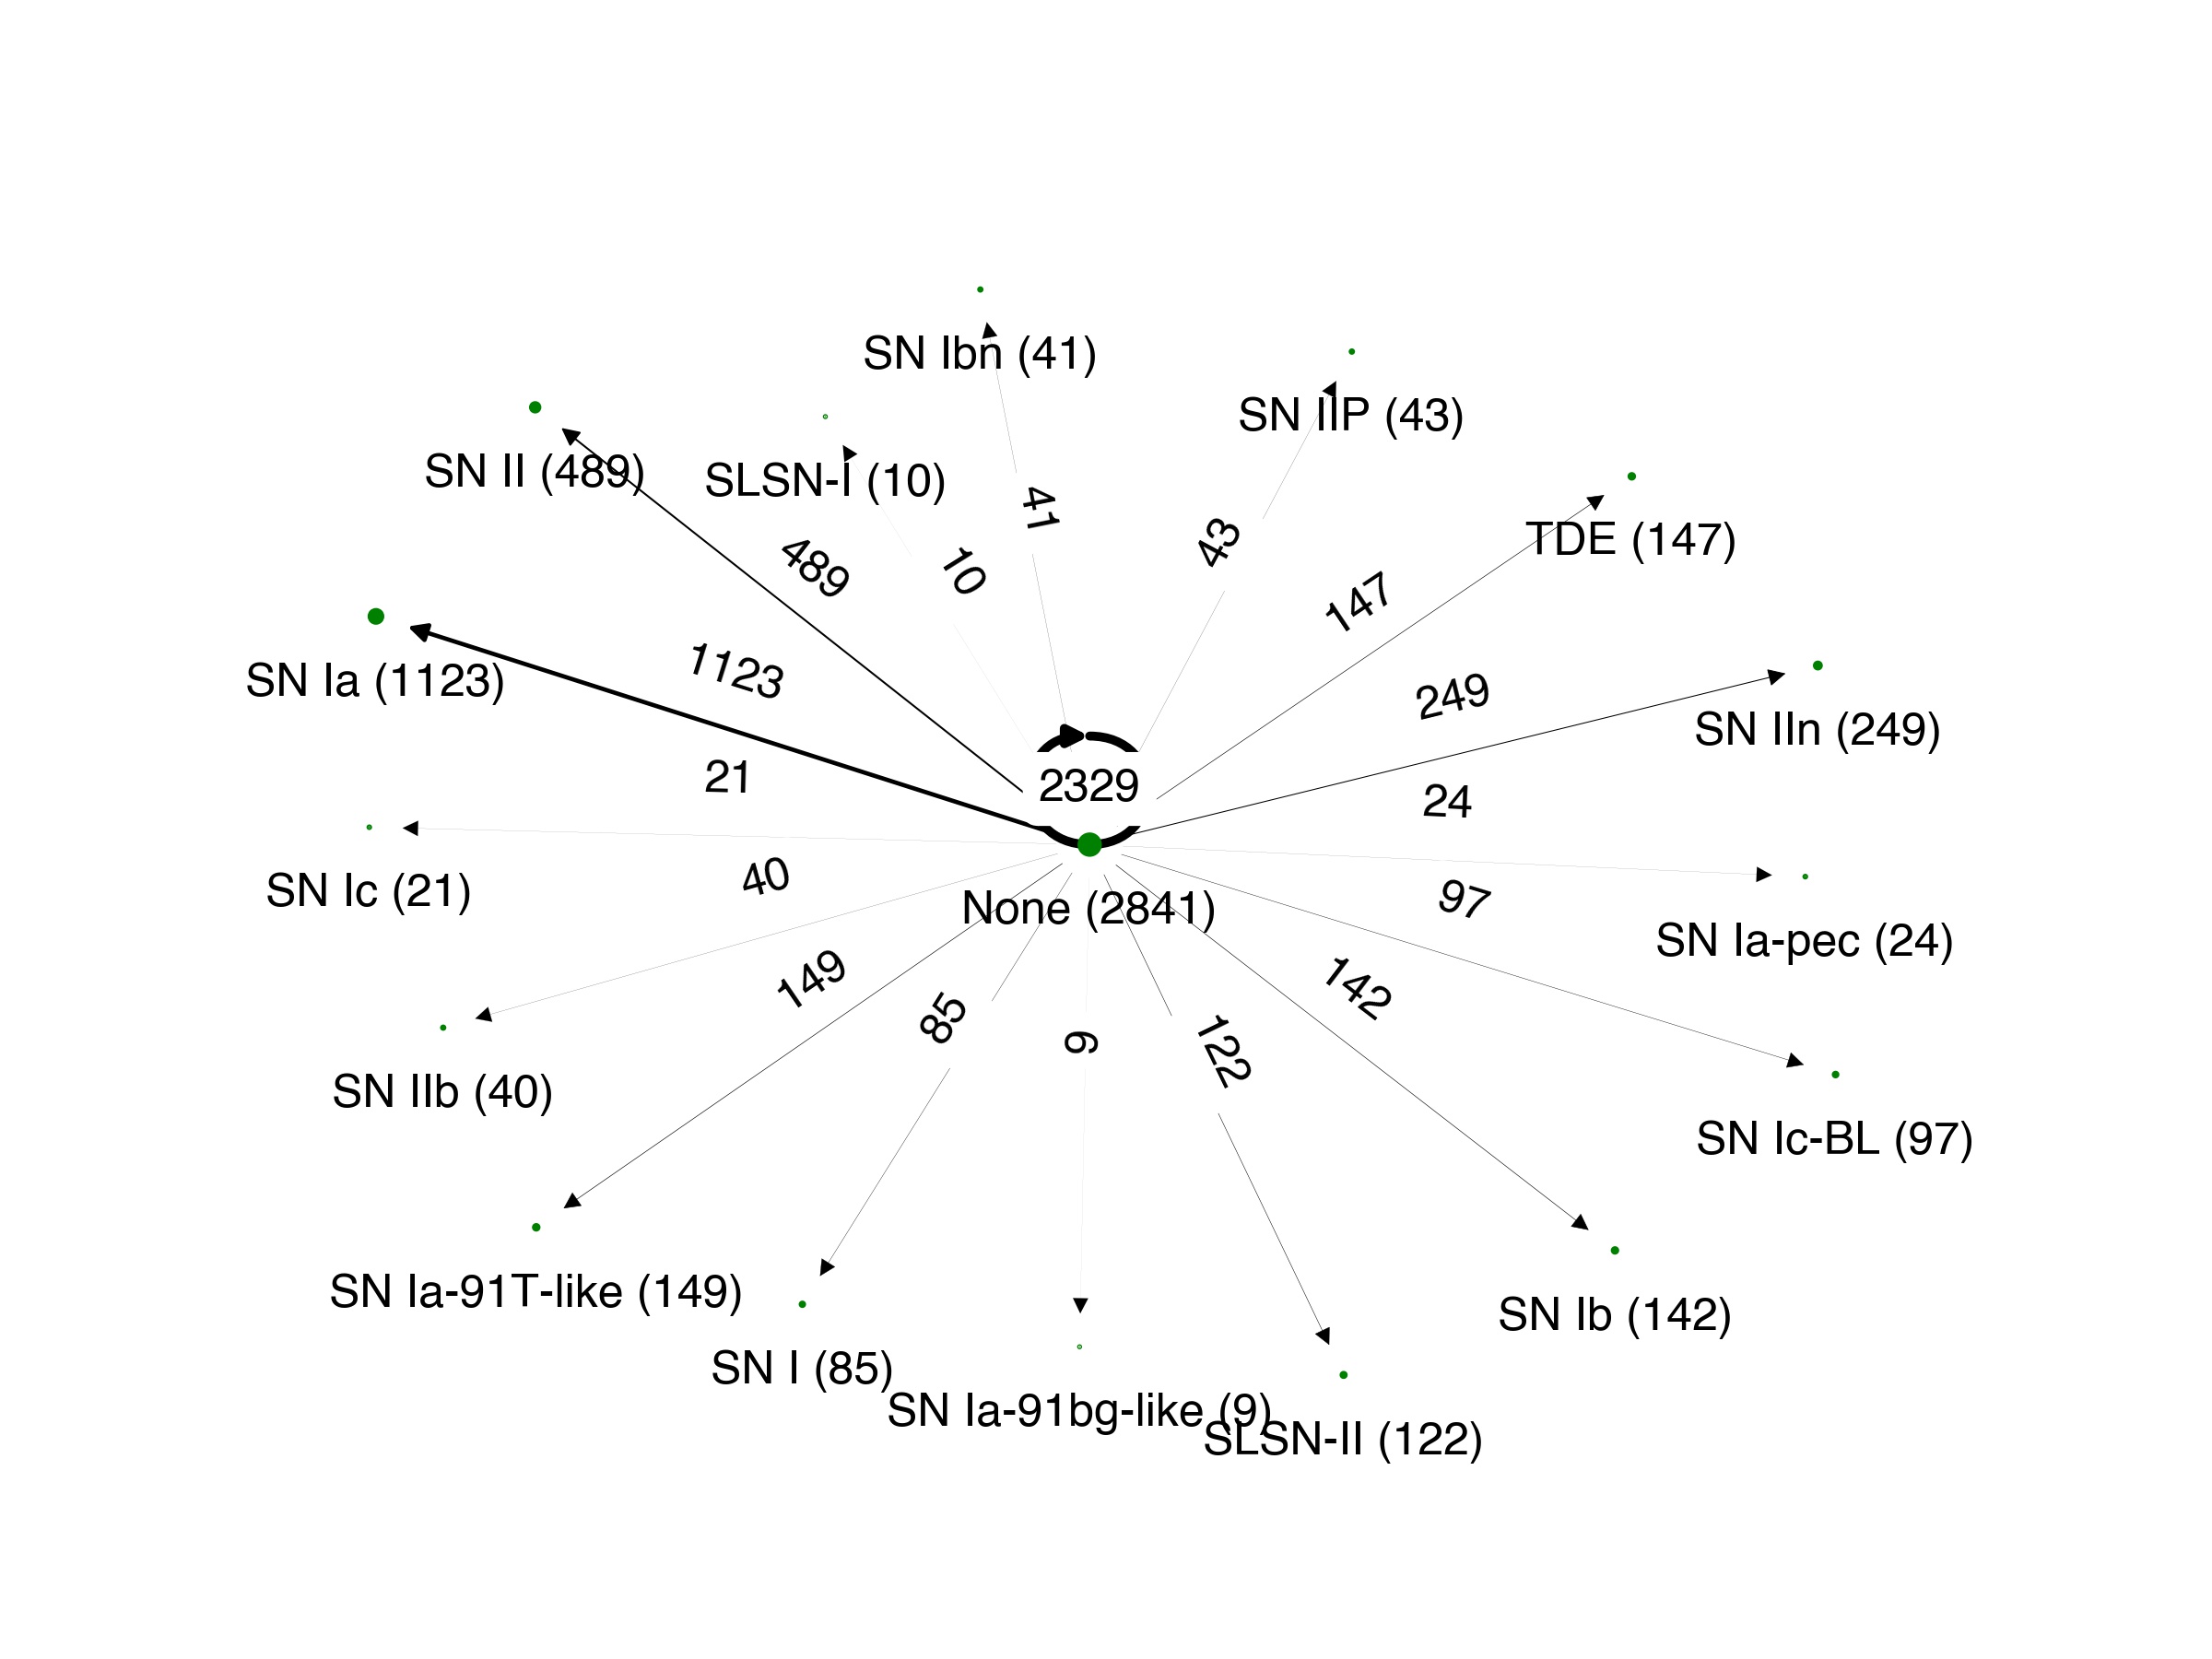 SN Ibn (41)
SN IIP (43)
SN II (489)
SLSN-I (10)
41
43
TDE (147)
489
10
147
SN Ia (1123)
1123
249
SN IIn (249)
21
2329
24
SN Ic (21)
40
None (2841)
97
SN Ia-pec (24)
149
85
9
122
142
SN IIb (40)
SN Ic-BL (97)
SN Ia-91T-like (149)
SN Ib (142)
SN I (85)
SN Ia-91bg-like (9)
SLSN-II (122)